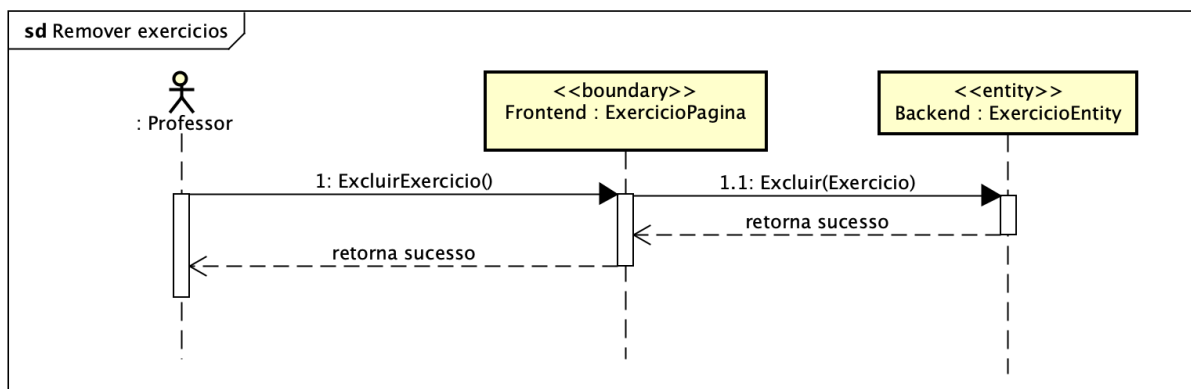 sd Remover exercicios
: Professor
<<boundary>>
Frontend : ExercicioPagina
<<entity>>
Backend : ExercicioEntity
1: ExcluirExercicio()
1.1: Excluir(Exercicio)
retorna sucesso
retorna sucesso